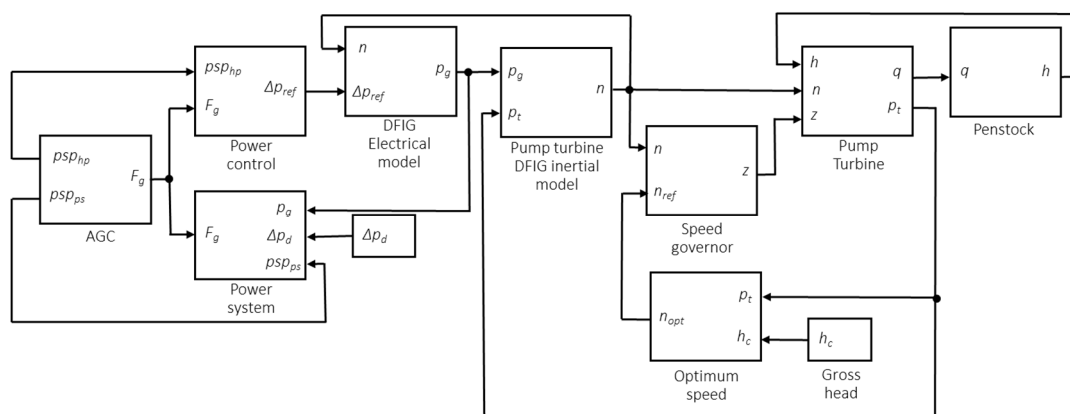 psp_hp
F_g
Δp_ref
Power
control
n
Δp_ref
p_g
DFIG
Electrical model
p_g
p_t
n
Pump turbine
DFIG inertial
model
h
n
z
q
p_t
Pump
Turbine
q
h
Penstock
psp_hp
psp_ps
F_g
AGC
F_g
p_g
Δp_d
psp_ps
Power
system
Δp_d
n
n_ref
z
Speed
governor
n_opt
p_t
h_c
Optimum
speed
h_c
Gross
head